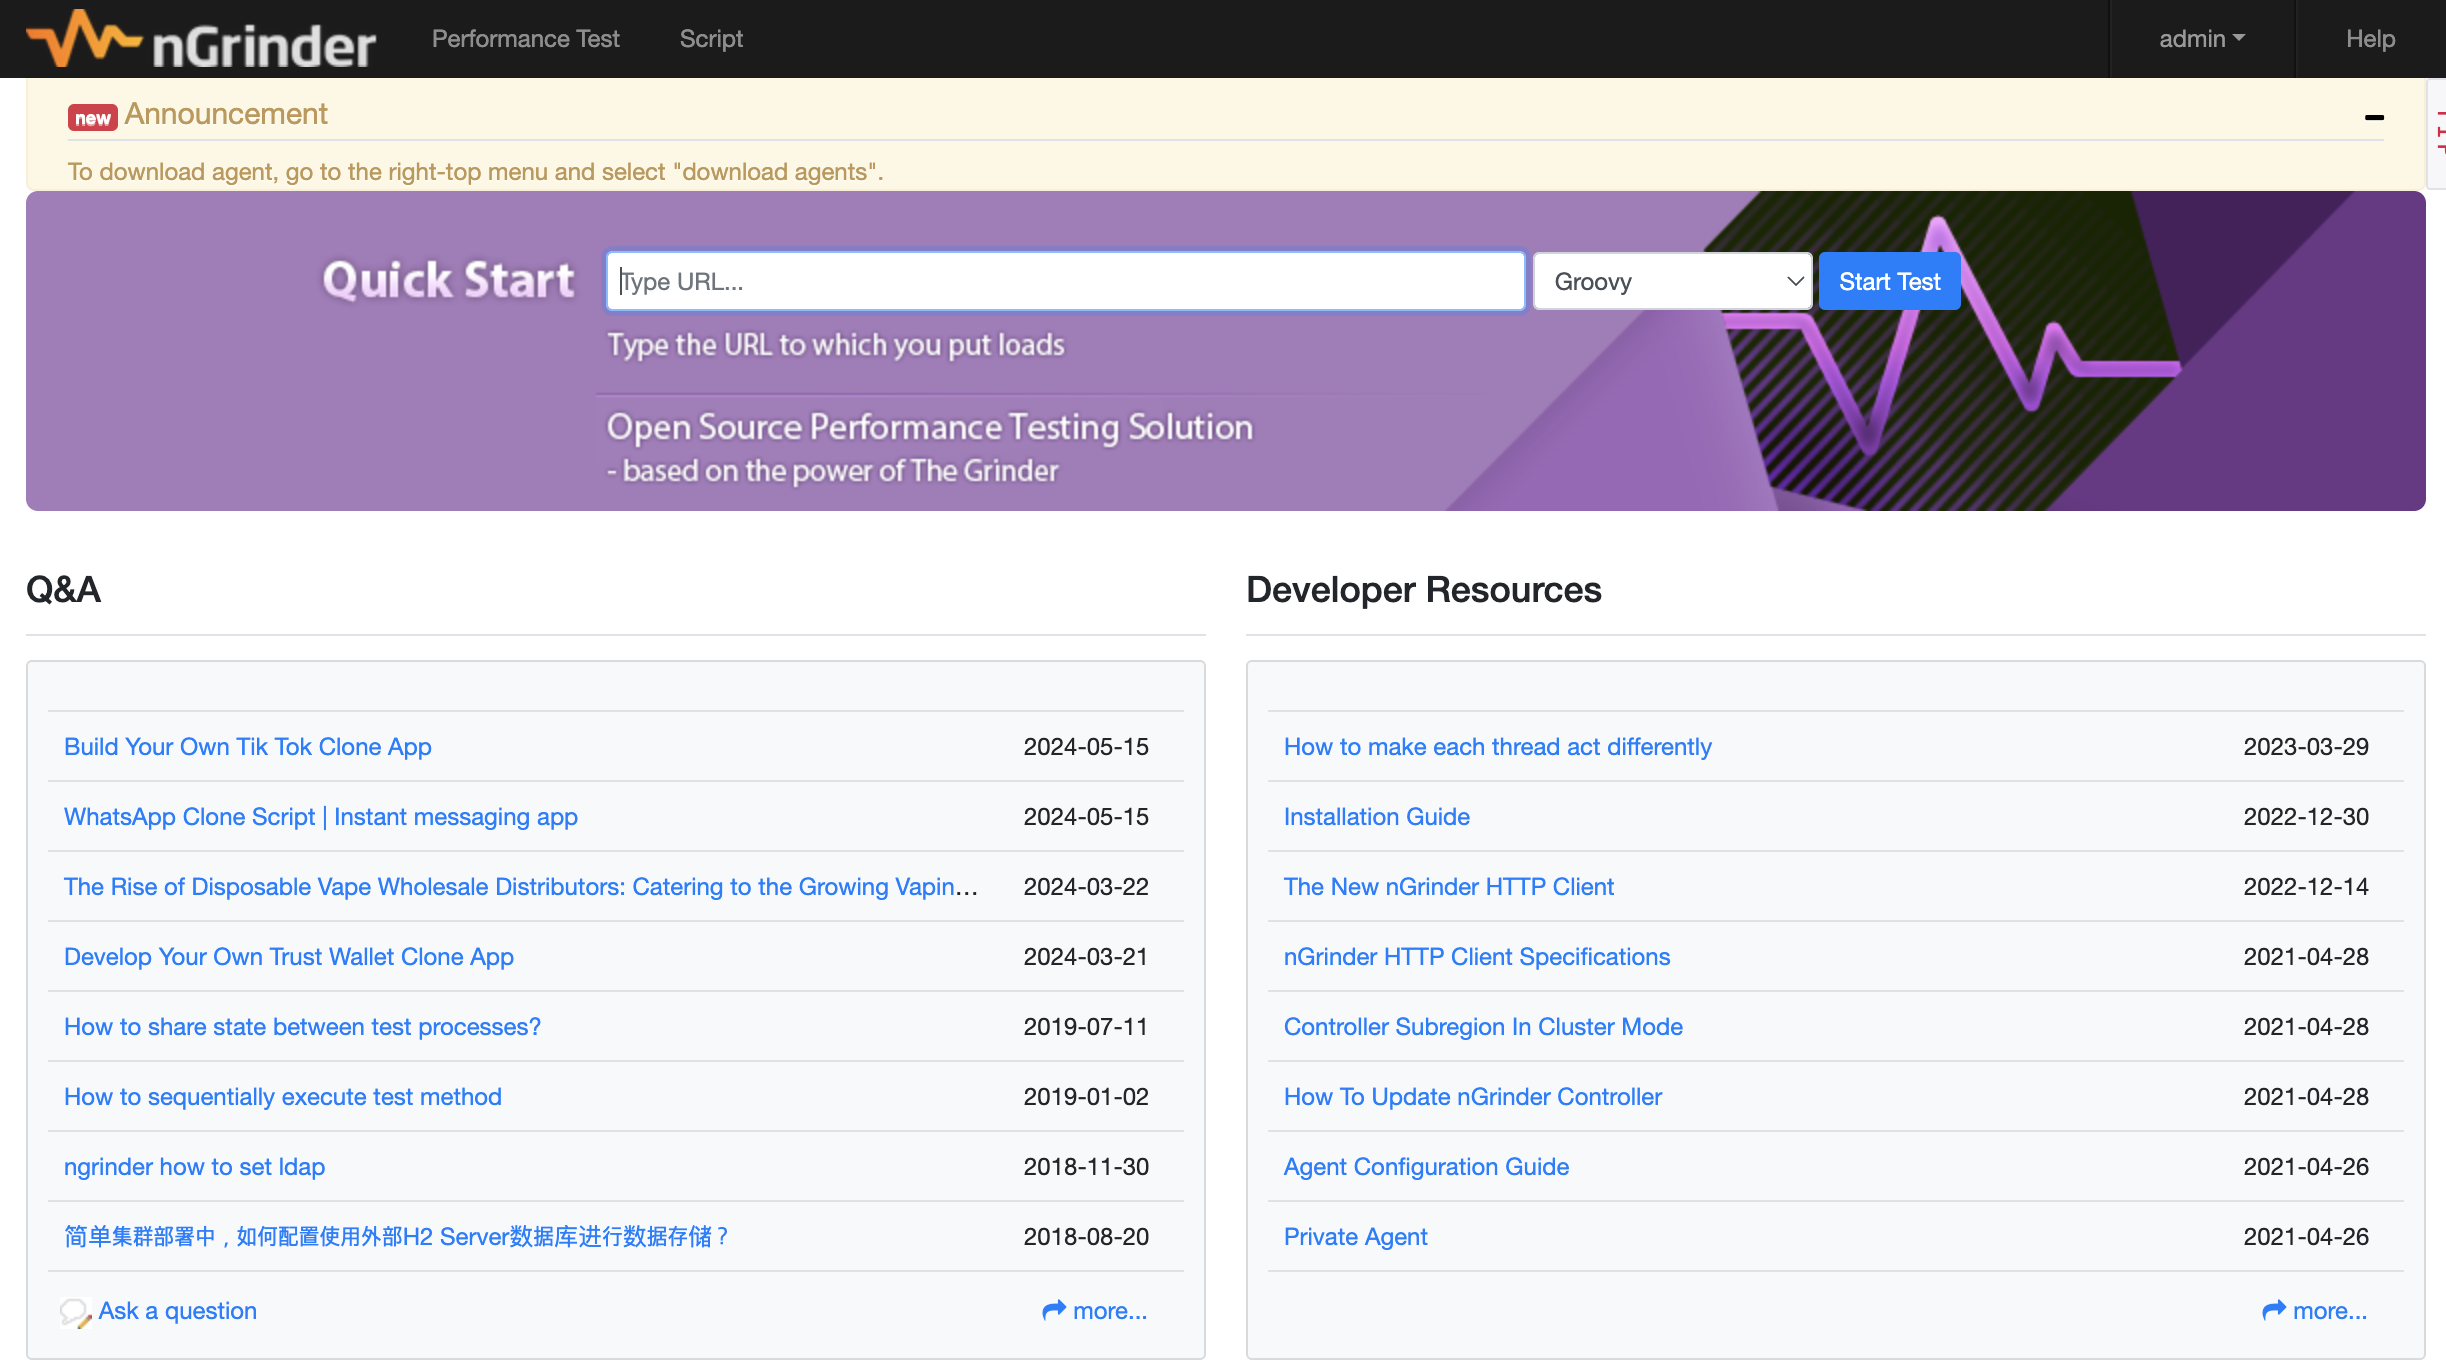 nGrinder
Performance Test
Script
admin
Help
new Announcement
To download agent, go to the right-top menu and select "download agents".
Quick Start
Type URL...
Groovy
Start Test
Type the URL to which you put loads
Open Source Performance Testing Solution
- based on the power of The Grinder
Q&A
Build Your Own Tik Tok Clone App 2024-05-15
WhatsApp Clone Script | Instant messaging app 2024-05-15
The Rise of Disposable Vape Wholesale Distributors: Catering to the Growing Vapin... 2024-03-22
Develop Your Own Trust Wallet Clone App 2024-03-21
How to share state between test processes? 2019-07-11
How to sequentially execute test method 2019-01-02
ngrinder how to set ldap 2018-11-30
简单集群部署中，如何配置使用外部H2 Server数据库进行数据存储？ 2018-08-20
Ask a question
more...
Developer Resources
How to make each thread act differently 2023-03-29
Installation Guide 2022-12-30
The New nGrinder HTTP Client 2022-12-14
nGrinder HTTP Client Specifications 2021-04-28
Controller Subregion In Cluster Mode 2021-04-28
How To Update nGrinder Controller 2021-04-28
Agent Configuration Guide 2021-04-26
Private Agent 2021-04-26
more...